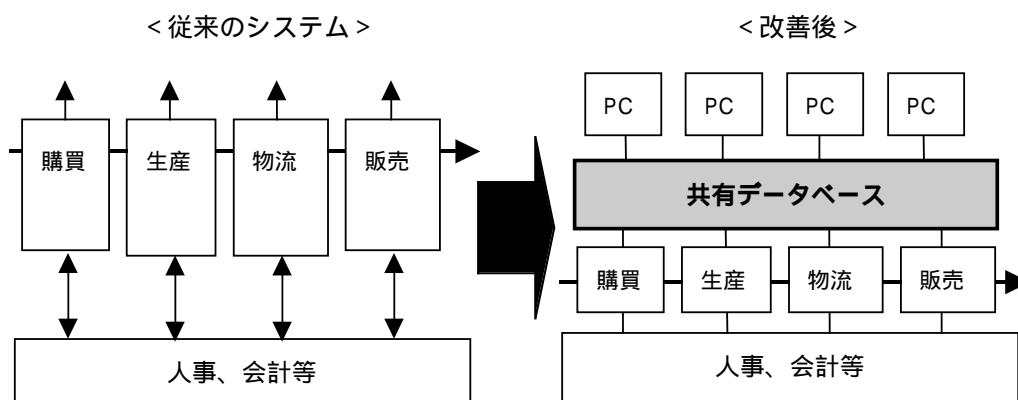 <従来のシステム>
購買 生産 物流 販売
人事、会計等
<改善後>
PC PC PC PC
共有データベース
購買 生産 物流 販売
人事、会計等